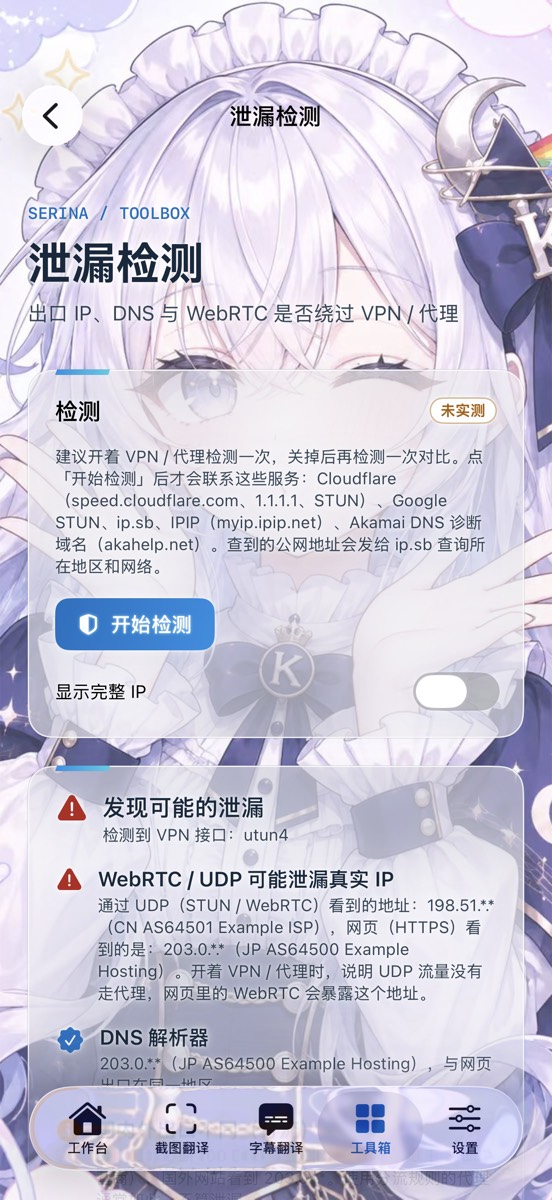 泄漏检测
SERINA / TOOLBOX
泄漏检测
出口 IP、DNS 与 WebRTC 是否绕过 VPN / 代理
检测
未实测
建议开着 VPN / 代理检测一次，关掉后再检测一次对比。点
「开始检测」后才会联系这些服务：Cloudflare
（speed.cloudflare.com、1.1.1.1、STUN）、Google
STUN、ip.sb、IPIP（myip.ipip.net）、Akamai DNS 诊断
域名（akahelp.net）。查到的公网地址会发给 ip.sb 查询所
在地区和网络。
开始检测
K
K
显示完整 IP
发现可能的泄漏
检测到 VPN 接口：utun4
WebRTC / UDP 可能泄漏真实 IP
通过 UDP（STUN / WebRTC）看到的地址：198.51.*.*
（CN AS64501 Example ISP），网页（HTTPS）看
到的是：203.0.*.*（JP AS64500 Example
Hosting）。开着 VPN / 代理时，说明 UDP 流量没有
走代理，网页里的 WebRTC 会暴露这个地址。
DNS 解析器
203.0.*.*（JP AS64500 Example Hosting），与网页
出口在同一地区
工作台
截图翻译
字幕翻译
工具箱
设置